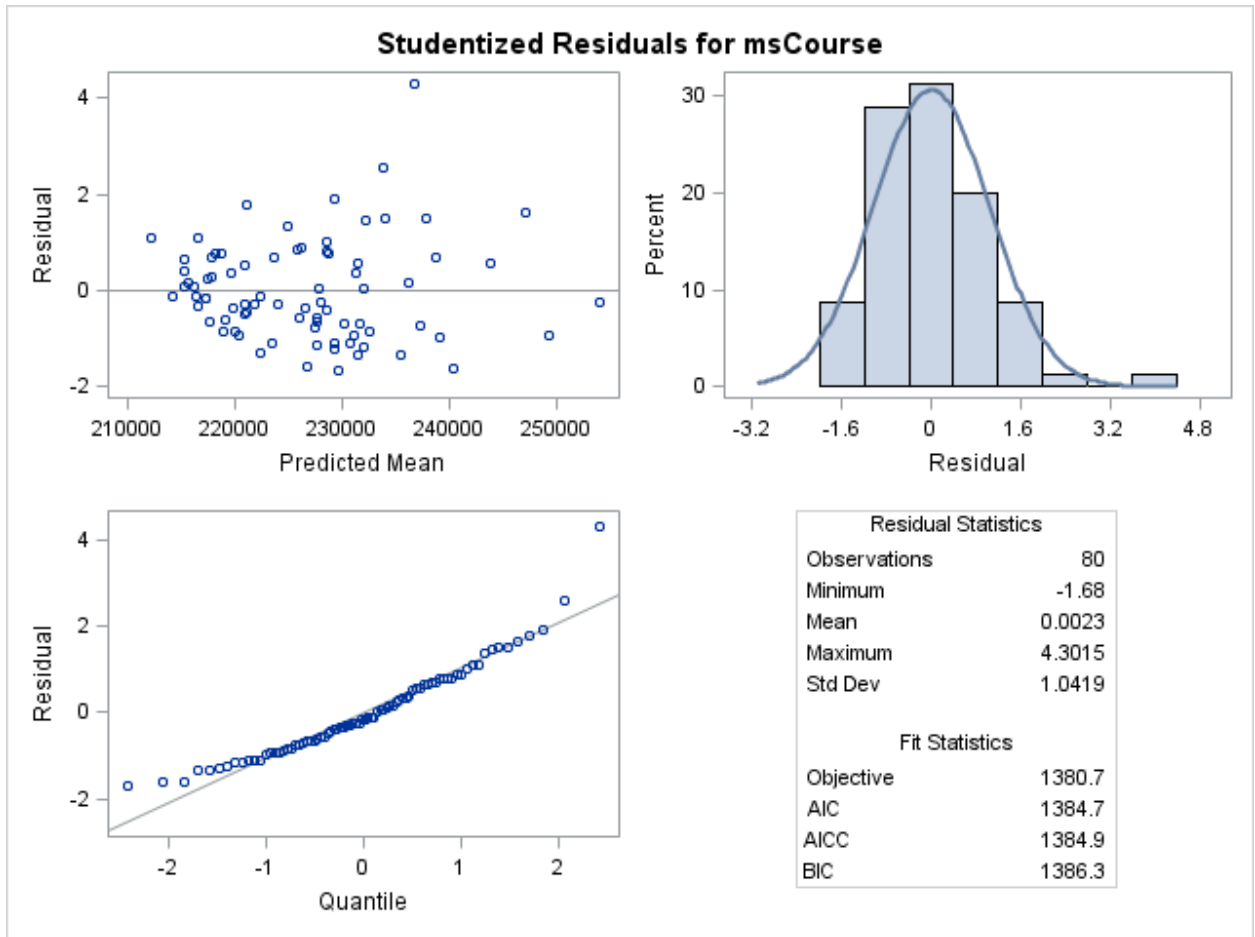 Studentized Residuals for msCourse
4
2
0
-2
Residual
210000 220000 230000 240000 250000
Predicted Mean
30
20
10
0
Percent
-3.2 -1.6 0 1.6 3.2 4.8
Residual
4
2
0
-2
Residual
-2 -1 0 1 2
Quantile
Residual Statistics
Observations 80
Minimum -1.68
Mean 0.0023
Maximum 4.3015
Std Dev 1.0419
Fit Statistics
Objective 1380.7
AIC 1384.7
AICC 1384.9
BIC 1386.3